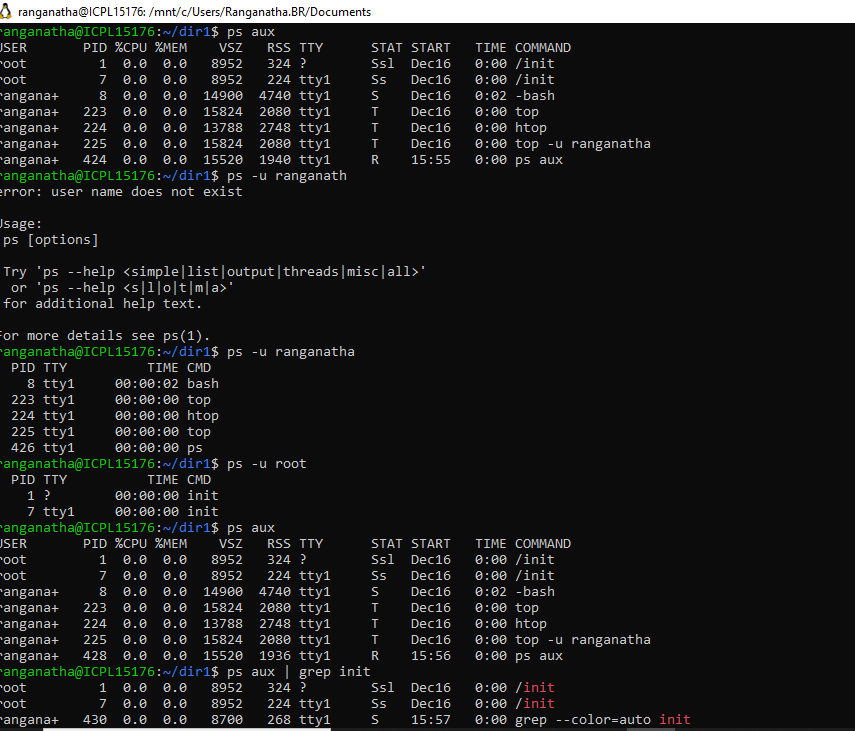 ranganatha@ICPL15176: /mnt/c/Users/Ranganatha.BR/Documents
ranganatha@ICPL15176:~/dir1$ ps aux
USER       PID %CPU %MEM    VSZ   RSS TTY      STAT START   TIME COMMAND
root         1  0.0  0.0   8952   324 ?        Ssl  Dec16   0:00 /init
root         7  0.0  0.0   8952   224 tty1     Ss   Dec16   0:00 /init
rangana+     8  0.0  0.0  14900  4740 tty1     S    Dec16   0:02 -bash
rangana+   223  0.0  0.0  15824  2080 tty1     T    Dec16   0:00 top
rangana+   224  0.0  0.0  13788  2748 tty1     T    Dec16   0:00 htop
rangana+   225  0.0  0.0  15824  2080 tty1     T    Dec16   0:00 top -u ranganatha
rangana+   424  0.0  0.0  15520  1940 tty1     R    15:55   0:00 ps aux
ranganatha@ICPL15176:~/dir1$ ps -u ranganath
error: user name does not exist
Usage:
 ps [options]
 Try 'ps --help <simple|list|output|threads|misc|all>'
  or 'ps --help <s|l|o|t|m|a>'
 for additional help text.
For more details see ps(1).
ranganatha@ICPL15176:~/dir1$ ps -u ranganatha
  PID TTY          TIME CMD
    8 tty1     00:00:02 bash
  223 tty1     00:00:00 top
  224 tty1     00:00:00 htop
  225 tty1     00:00:00 top
  426 tty1     00:00:00 ps
ranganatha@ICPL15176:~/dir1$ ps -u root
  PID TTY          TIME CMD
    1 ?        00:00:00 init
    7 tty1     00:00:00 init
ranganatha@ICPL15176:~/dir1$ ps aux
USER       PID %CPU %MEM    VSZ   RSS TTY      STAT START   TIME COMMAND
root         1  0.0  0.0   8952   324 ?        Ssl  Dec16   0:00 /init
root         7  0.0  0.0   8952   224 tty1     Ss   Dec16   0:00 /init
rangana+     8  0.0  0.0  14900  4740 tty1     S    Dec16   0:02 -bash
rangana+   223  0.0  0.0  15824  2080 tty1     T    Dec16   0:00 top
rangana+   224  0.0  0.0  13788  2748 tty1     T    Dec16   0:00 htop
rangana+   225  0.0  0.0  15824  2080 tty1     T    Dec16   0:00 top -u ranganatha
rangana+   428  0.0  0.0  15520  1936 tty1     R    15:56   0:00 ps aux
ranganatha@ICPL15176:~/dir1$ ps aux | grep init
root         1  0.0  0.0   8952   324 ?        Ssl  Dec16   0:00 /init
root         7  0.0  0.0   8952   224 tty1     Ss   Dec16   0:00 /init
rangana+   430  0.0  0.0   8700   268 tty1     S    15:57   0:00 grep --color=auto init